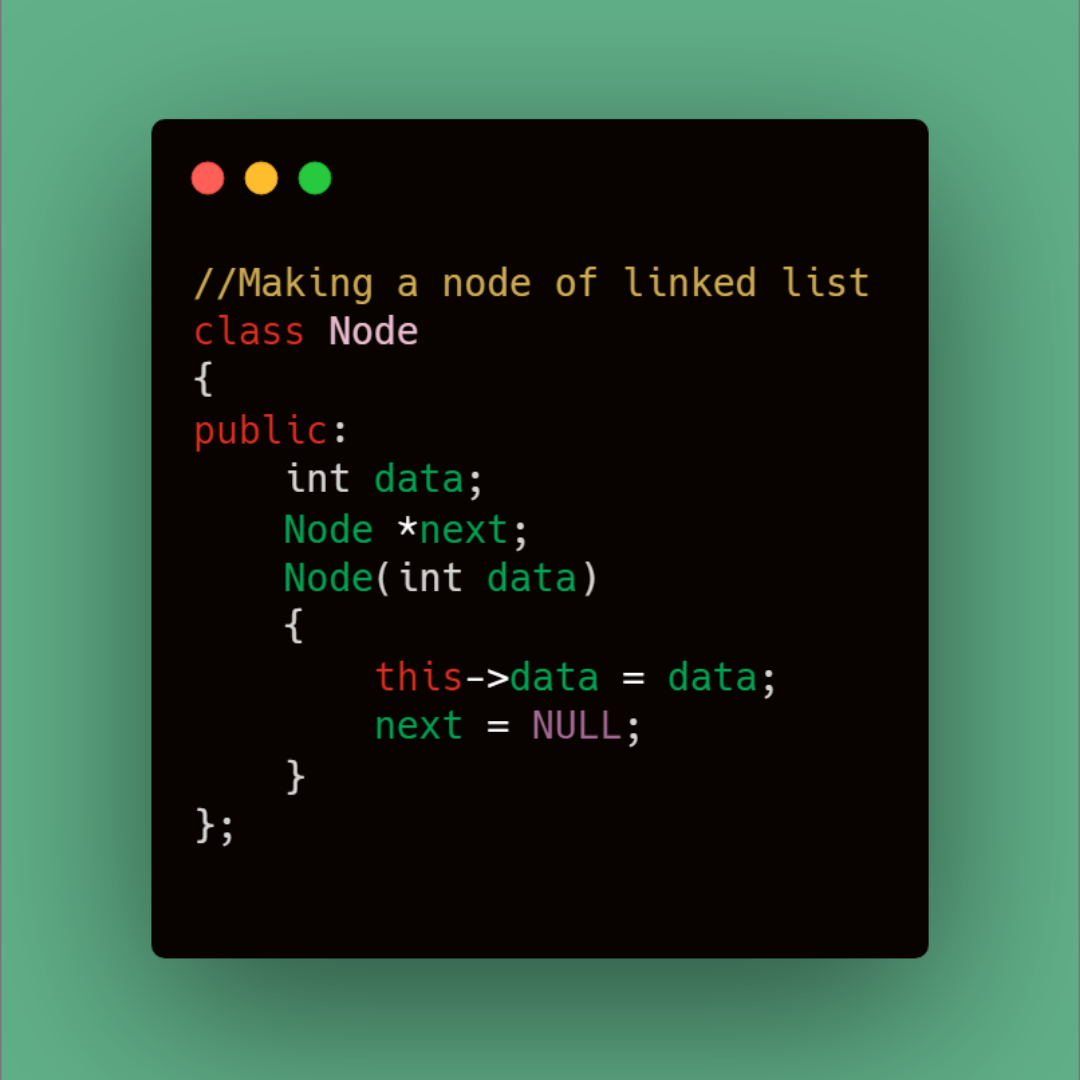 //Making a node of linked list
class Node
{
public:
    int data;
    Node *next;
    Node(int data)
    {
        this->data = data;
        next = NULL;
    }
};